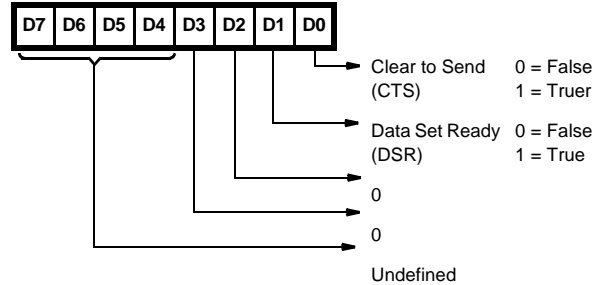 D7 D6 D5 D4 D3 D2 D1 D0
Clear to Send 0 = False
(CTS) 1 = Truer
Data Set Ready 0 = False
(DSR) 1 = True
0
0
Undefined